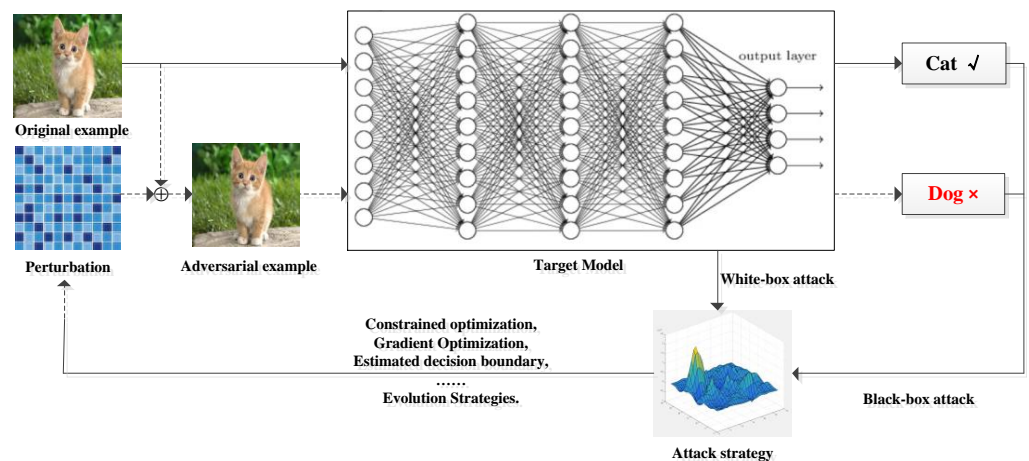 output layer
Cat √
Original example
Dog ×
Perturbation
Adversarial example
Target Model
White-box attack
Constrained optimization,
Gradient Optimization,
Estimated decision boundary,
......
Evolution Strategies.
Black-box attack
Attack strategy